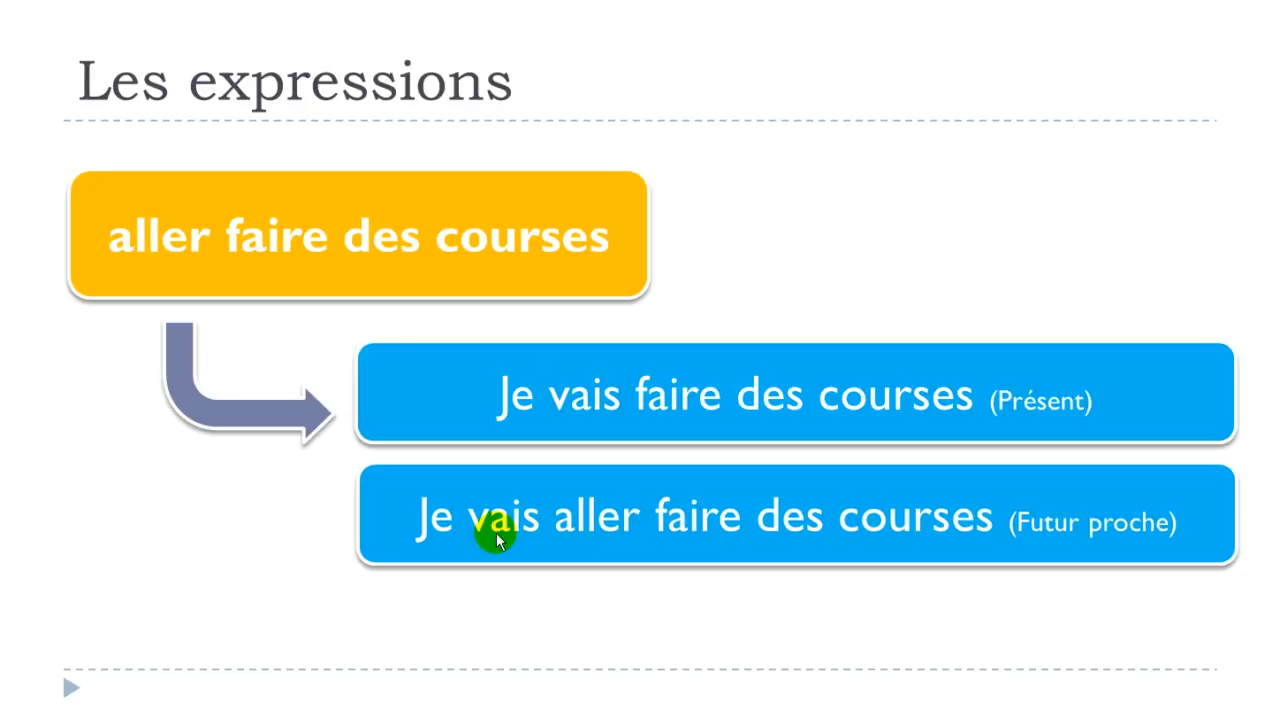 Les expressions
aller faire des courses
Je vais faire des courses (Présent)
Je vais aller faire des courses (Futur proche)